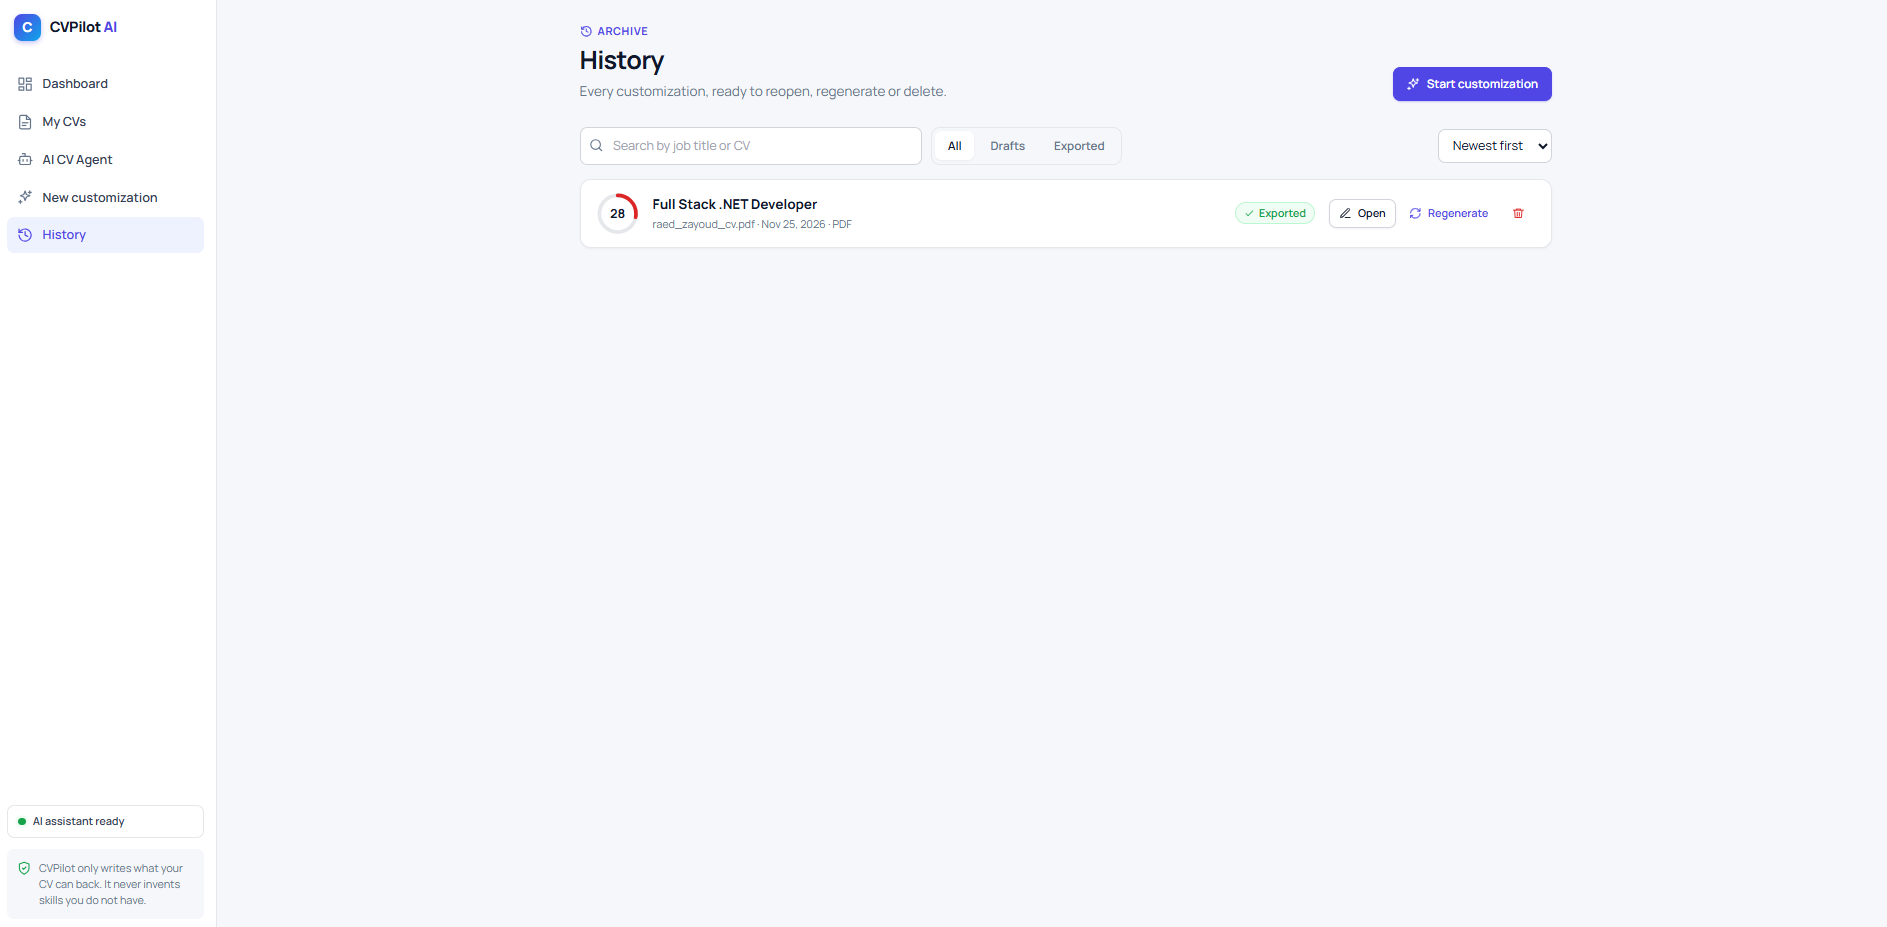 C CVPilot AI
Dashboard
My CVs
AI CV Agent
New customization
History
AI assistant ready
CVPilot only writes what your
CV can back. It never invents
skills you do not have.
ARCHIVE
History
Every customization, ready to reopen, regenerate or delete.
Start customization
Search by job title or CV
All Drafts Exported
Newest first
28
Full Stack .NET Developer
raed_zayoud_cv.pdf · Nov 25, 2026 · PDF
Exported Open Regenerate